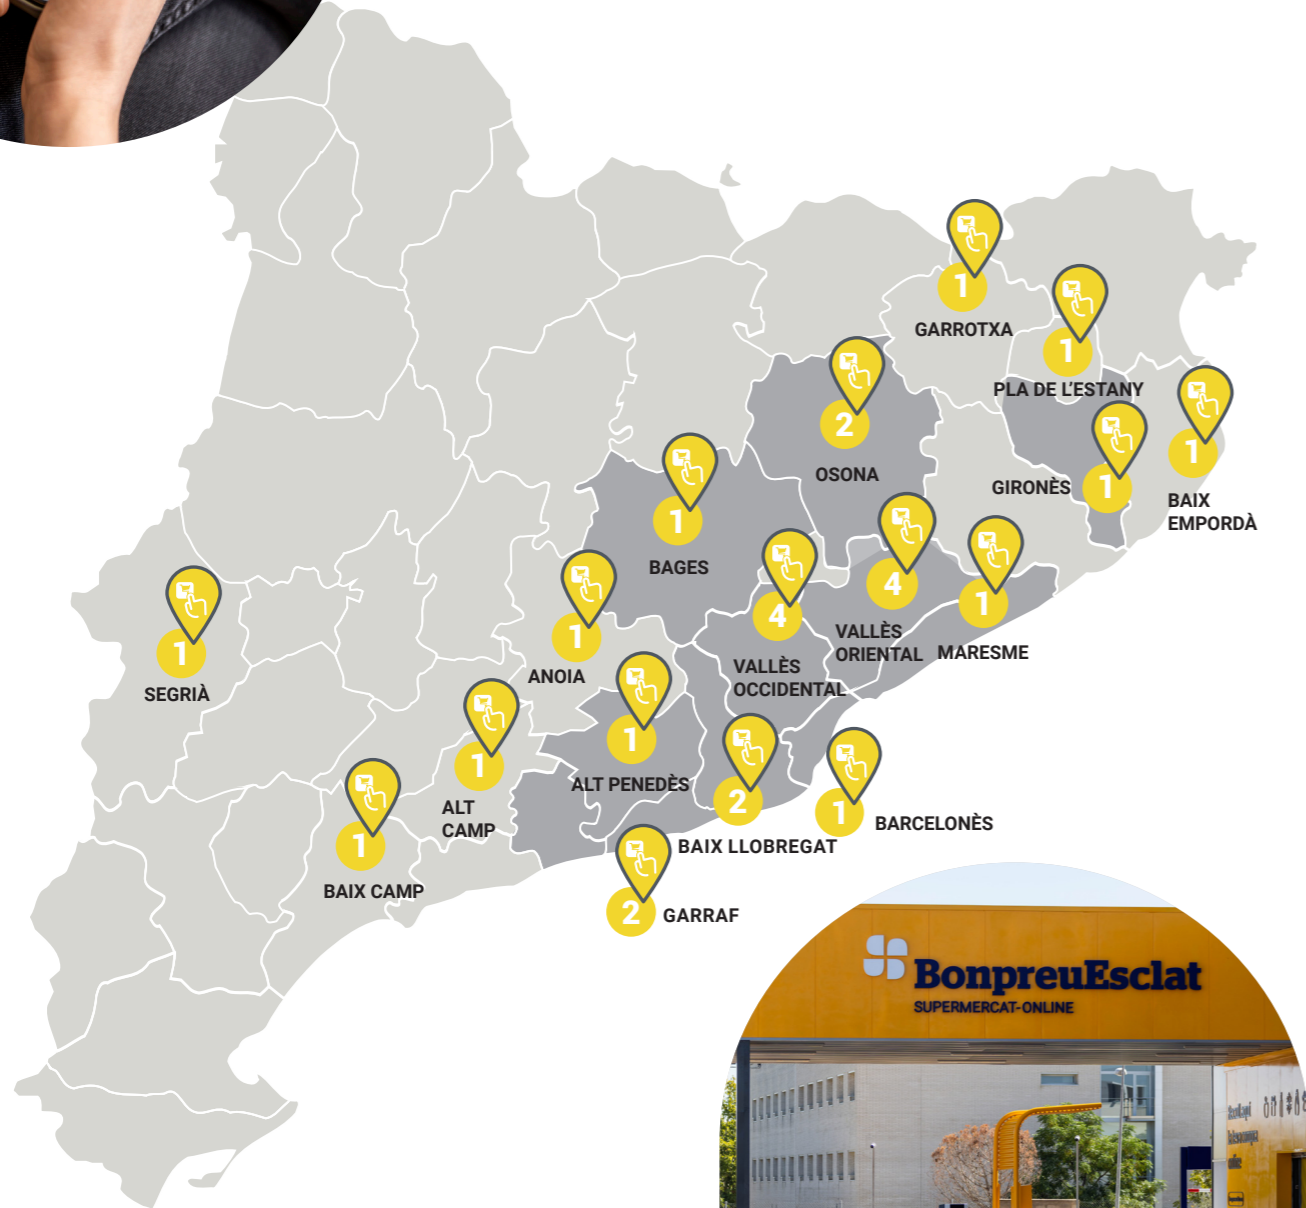 1
GARROTXA
1
PLA DE L'ESTANY
2
OSONA
1
GIRONÈS
1
BAIX
EMPORDÀ
1
BAGES
4
VALLÈS
ORIENTAL
1
MARESME
4
VALLÈS
OCCIDENTAL
1
ANOIA
1
SEGRIÀ
1
ALT PENEDÈS
1
ALT
CAMP
2
BAIX LLOBREGAT
1
BARCELONÈS
1
BAIX CAMP
2
GARRAF
BonpreuEsclat
SUPERMERCAT-ONLINE